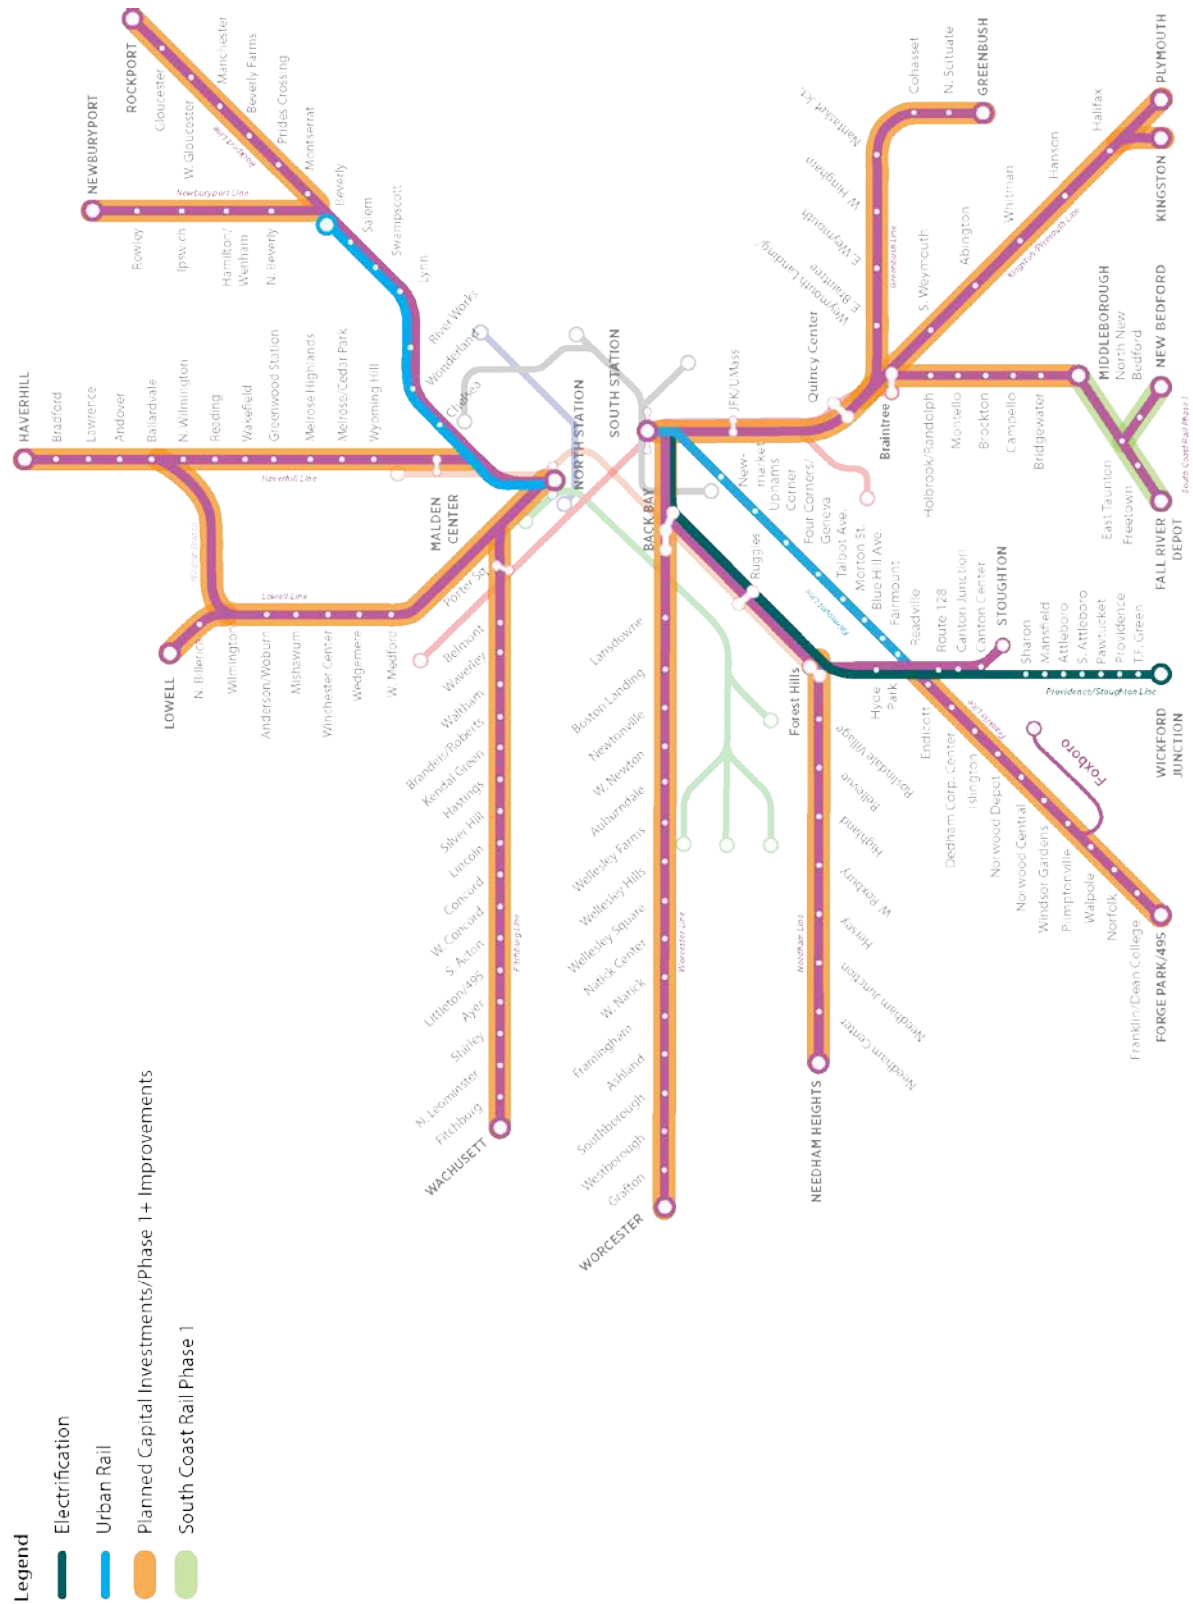 ROCKPORT
Gloucester
W. Gloucester
Manchester
Beverly Farms
Prides Crossing
Montserrat
Rockport Line
NEWBURYPORT
Newburyport Line
Rowley
Ipswich
Hamilton/
Wenham
N. Beverly
Beverly
Salem
Swampscott
Lynn
River Works
Wonderland
Chelsea
HAVERHILL
Bradford
Lawrence
Andover
Ballardvale
N. Wilmington
Reading
Wakefield
Greenwood Station
Melrose Highlands
Melrose/Cedar Park
Wyoming Hill
Haverhill Line
MALDEN
CENTER
NORTH STATION
LOWELL
N. Billerica
Wilmington
Anderson/Woburn
Mishawum
Winchester Center
Wedgemere
W. Medford
Lowell Line
Porter Sq.
Belmont
Waverley
Waltham
Brandeis/Roberts
Kendal Green
Hastings
Silver Hill
Lincoln
Concord
W. Concord
S. Acton
Littleton/495
Ayer
Shirley
N. Leominster
Fitchburg
WACHUSETT
Fitchburg Line
SOUTH STATION
BACK BAY
Lansdowne
Boston Landing
Newtonville
W. Newton
Auburndale
Wellesley Farms
Wellesley Hills
Wellesley Square
Natick Center
W. Natick
Framingham
Ashland
Southborough
Westborough
Grafton
WORCESTER
Worcester Line
Ruggles
Forest Hills
Roslindale Village
Bellevue
Highland
W. Roxbury
Hersey
Needham Junction
Needham Center
NEEDHAM HEIGHTS
Needham Line
New-
market
Uphams
Corner
Four Corners/
Geneva
Talbot Ave.
Morton St.
Blue Hill Ave.
Fairmount
Readville
Fairmount Line
Hyde
Park
Route 128
Canton Junction
Canton Center
STOUGHTON
Sharon
Mansfield
Attleboro
S. Attleboro
Pawtucket
Providence
T.F. Green
Providence/Stoughton Line
WICKFORD
JUNCTION
Endicott
Dedham Corp. Center
Islington
Norwood Depot
Norwood Central
Windsor Gardens
Plimptonville
Walpole
Norfolk
Franklin/Dean College
FORGE PARK/495
Franklin Line
Foxboro
JFK/UMass
Quincy Center
Braintree
Weymouth Landing/
E. Braintree
E. Weymouth
W. Hingham
Nantasket Jct.
Cohasset
N. Scituate
GREENBUSH
Greenbush Line
S. Weymouth
Abington
Whitman
Hanson
Halifax
PLYMOUTH
KINGSTON
Kingston/Plymouth Line
Holbrook/Randolph
Montello
Brockton
Campello
Bridgewater
MIDDLEBOROUGH
North New
Bedford
NEW BEDFORD
East Taunton
Freetown
FALL RIVER
DEPOT
South Coast Rail Phase 1
Legend
Electrification
Urban Rail
Planned Capital Investments/Phase 1+ Improvements
South Coast Rail Phase 1